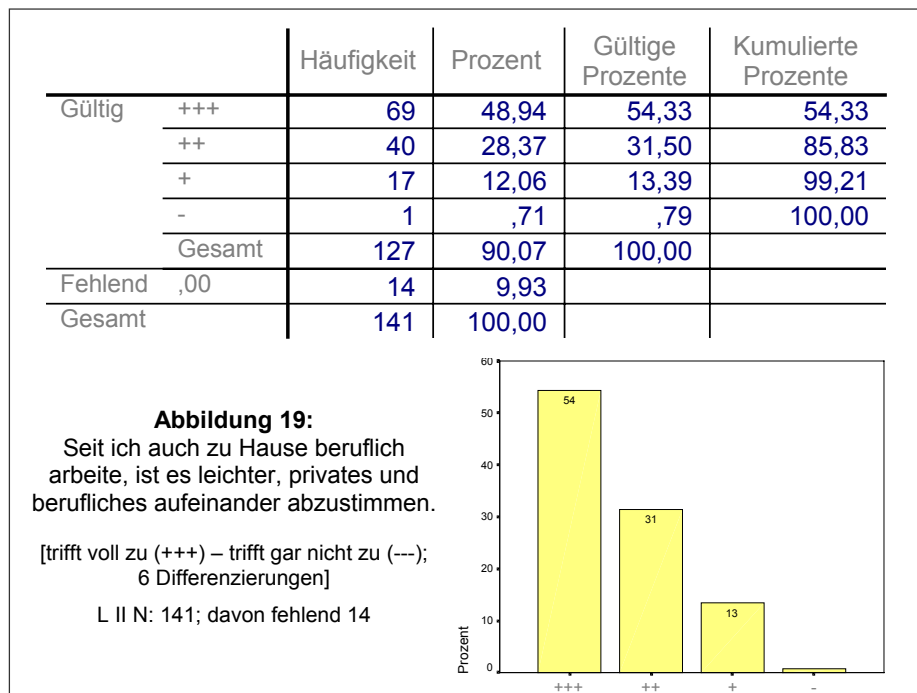 Häufigkeit Prozent Gültige Prozente Kumulierte Prozente
Gültig +++ 69 48,94 54,33 54,33
++ 40 28,37 31,50 85,83
+ 17 12,06 13,39 99,21
- 1 ,71 ,79 100,00
Gesamt 127 90,07 100,00
Fehlend ,00 14 9,93
Gesamt 141 100,00
Abbildung 19:
Seit ich auch zu Hause beruflich
arbeite, ist es leichter, privates und
berufliches aufeinander abzustimmen.
[trifft voll zu (+++) – trifft gar nicht zu (---);
6 Differenzierungen]
L II N: 141; davon fehlend 14
60
50
40
30
20
10
0
Prozent
54
31
13
+++ ++ + -